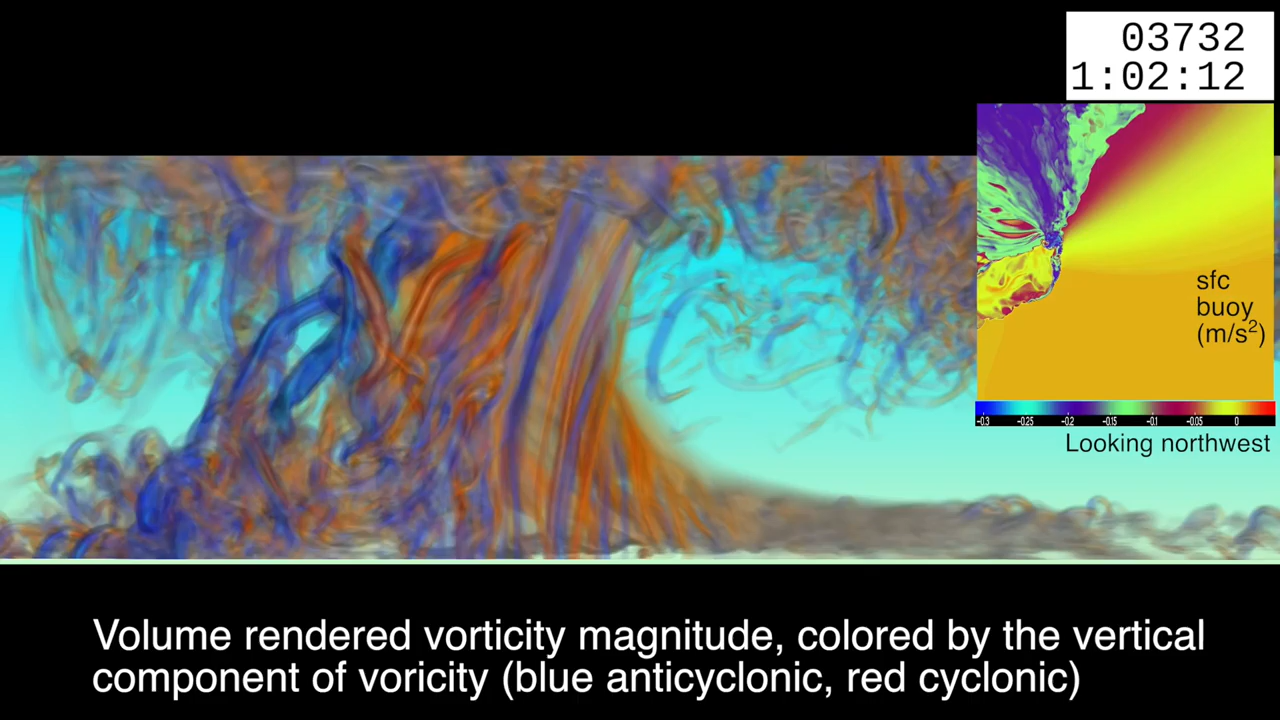 03732
1:02:12
sfc
buoy
(m/s²)
-0.3 -0.25 -0.2 -0.15 -0.1 -0.05 0
Looking northwest
Volume rendered vorticity magnitude, colored by the vertical
component of voricity (blue anticyclonic, red cyclonic)